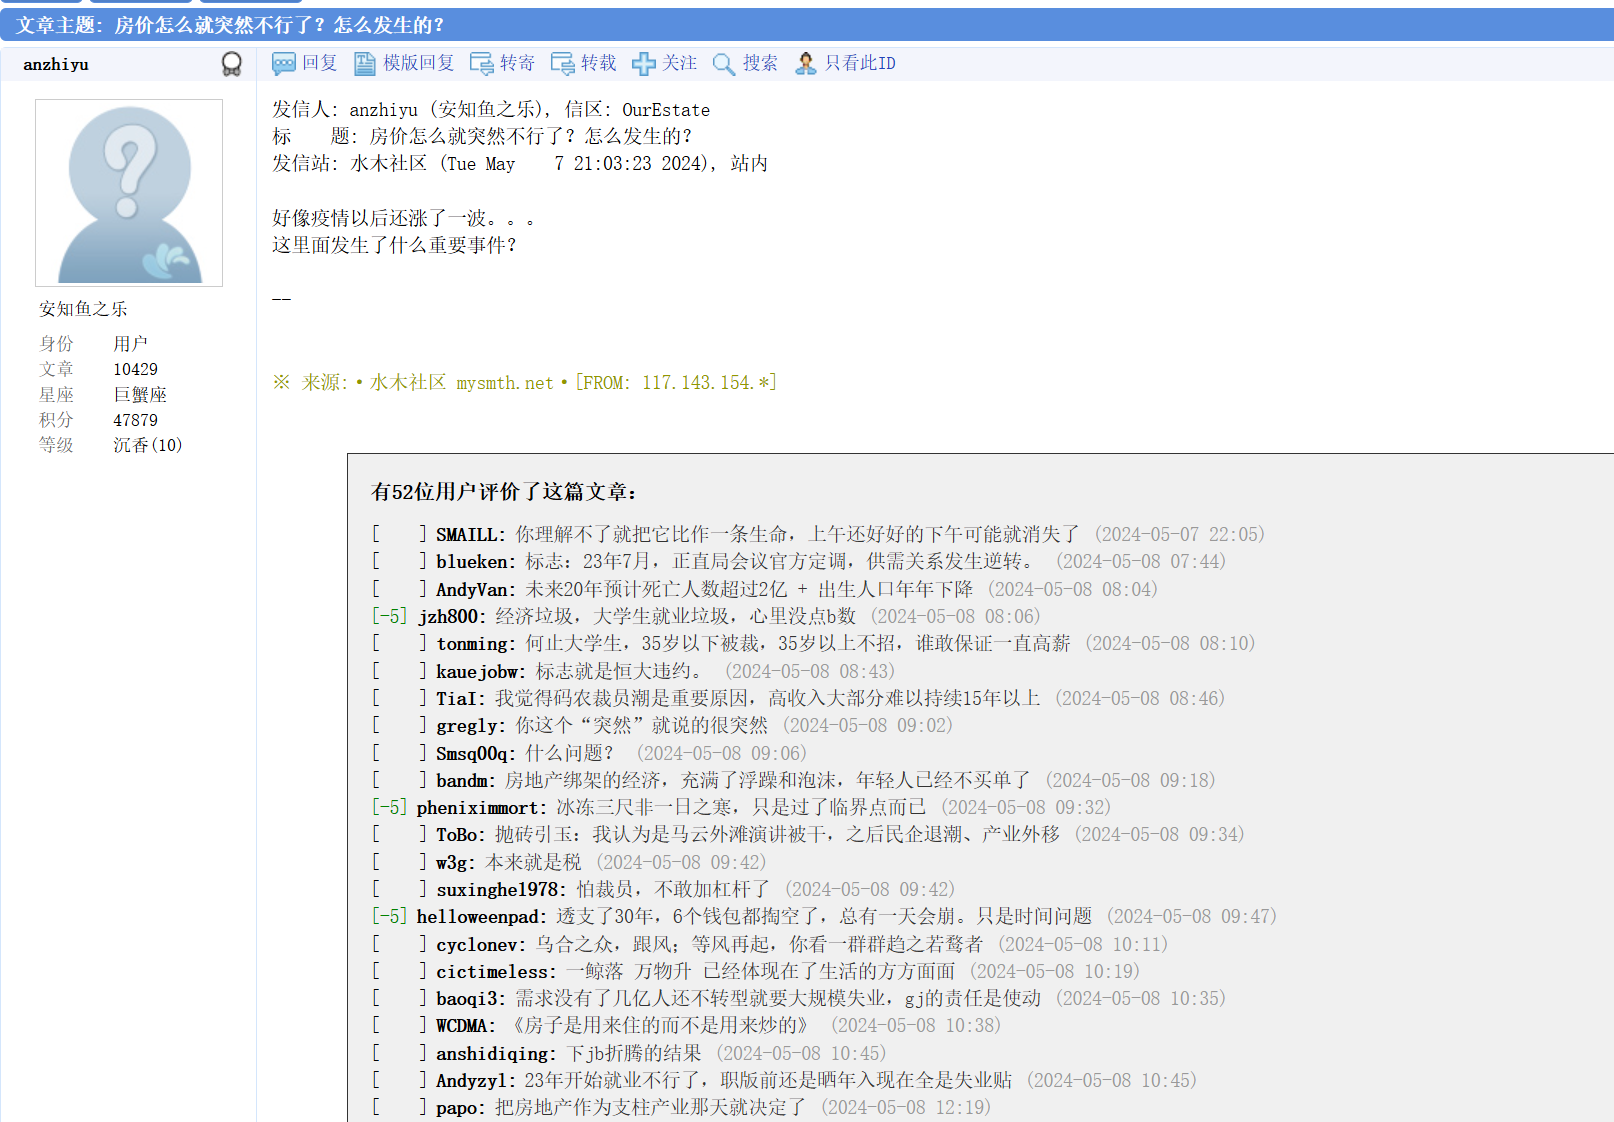 文章主题: 房价怎么就突然不行了？怎么发生的？
anzhiyu
回复 模版回复 转寄 转载 关注 搜索 只看此ID
发信人: anzhiyu (安知鱼之乐), 信区: OurEstate
标 题: 房价怎么就突然不行了？怎么发生的？
发信站: 水木社区 (Tue May 7 21:03:23 2024), 站内
好像疫情以后还涨了一波。。。
这里面发生了什么重要事件？
--
安知鱼之乐
身份 用户
文章 10429
星座 巨蟹座
积分 47879
等级 沉香(10)
※ 来源:·水木社区 mysmth.net·[FROM: 117.143.154.*]
有52位用户评价了这篇文章：
[ ] SMAILL: 你理解不了就把它比作一条生命，上午还好好的下午可能就消失了 (2024-05-07 22:05)
[ ] blueken: 标志：23年7月，正直局会议官方定调，供需关系发生逆转。 (2024-05-08 07:44)
[ ] AndyVan: 未来20年预计死亡人数超过2亿 + 出生人口年年下降 (2024-05-08 08:04)
[-5] jzh800: 经济垃圾，大学生就业垃圾，心里没点b数 (2024-05-08 08:06)
[ ] tonming: 何止大学生，35岁以下被裁，35岁以上不招，谁敢保证一直高薪 (2024-05-08 08:10)
[ ] kauejobw: 标志就是恒大违约。 (2024-05-08 08:43)
[ ] TiaI: 我觉得码农裁员潮是重要原因，高收入大部分难以持续15年以上 (2024-05-08 08:46)
[ ] gregly: 你这个“突然”就说的很突然 (2024-05-08 09:02)
[ ] Smsq00q: 什么问题？ (2024-05-08 09:06)
[ ] bandm: 房地产绑架的经济，充满了浮躁和泡沫，年轻人已经不买单了 (2024-05-08 09:18)
[-5] pheniximmort: 冰冻三尺非一日之寒，只是过了临界点而已 (2024-05-08 09:32)
[ ] ToBo: 抛砖引玉：我认为是马云外滩演讲被干，之后民企退潮、产业外移 (2024-05-08 09:34)
[ ] w3g: 本来就是税 (2024-05-08 09:42)
[ ] suxinghe1978: 怕裁员，不敢加杠杆了 (2024-05-08 09:42)
[-5] helloweenpad: 透支了30年，6个钱包都掏空了，总有一天会崩。只是时间问题 (2024-05-08 09:47)
[ ] cyclonev: 乌合之众，跟风；等风再起，你看一群群趋之若鹜者 (2024-05-08 10:11)
[ ] cictimeless: 一鲸落 万物升 已经体现在了生活的方方面面 (2024-05-08 10:19)
[ ] baoqi3: 需求没有了几亿人还不转型就要大规模失业，gj的责任是使动 (2024-05-08 10:35)
[ ] WCDMA: 《房子是用来住的而不是用来炒的》 (2024-05-08 10:38)
[ ] anshidiqing: 下jb折腾的结果 (2024-05-08 10:45)
[ ] Andyzyl: 23年开始就业不行了，职版前还是晒年入现在全是失业贴 (2024-05-08 10:45)
[ ] papo: 把房地产作为支柱产业那天就决定了 (2024-05-08 12:19)